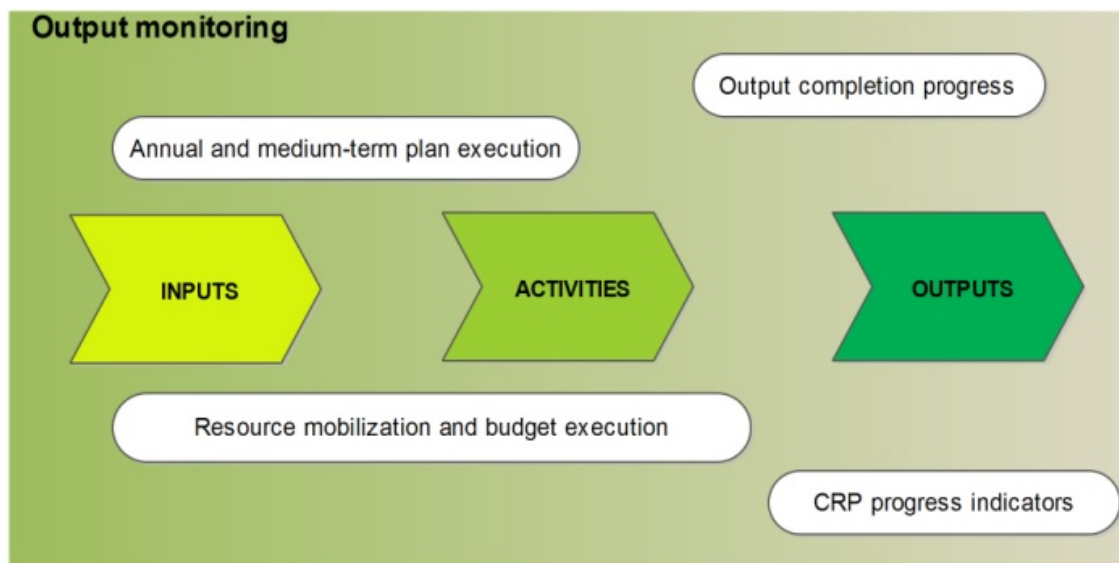 Output monitoring
Output completion progress
Annual and medium-term plan execution
INPUTS
ACTIVITIES
OUTPUTS
Resource mobilization and budget execution
CRP progress indicators